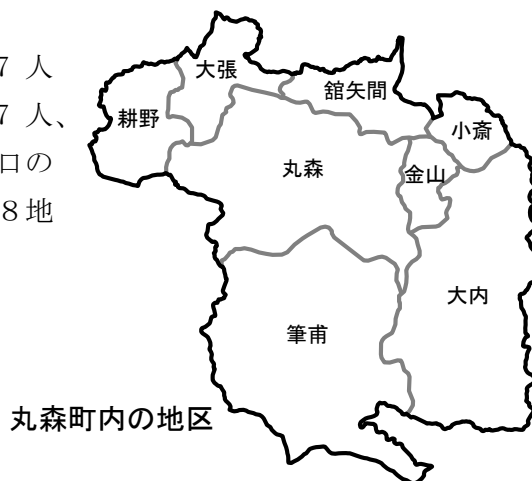 7 人
7 人、
口の
8地
大張
舘矢間
耕野
小斎
丸森
金山
大内
筆甫
丸森町内の地区